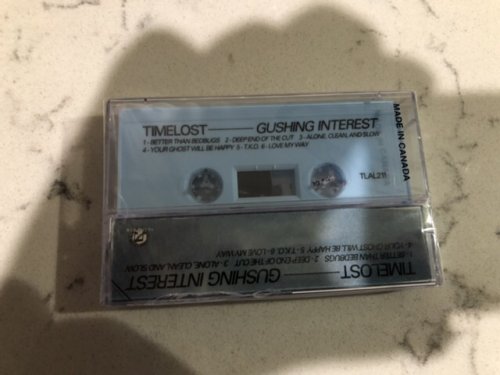 TIMELOST — GUSHING INTEREST
1 - BETTER THAN BEDBUGS 2 - DEEP END OF THE CUT 3 - ALONE, CLEAN, AND SLOW
4 - YOUR GHOST WILL BE HAPPY 5 - T.K.O. 6 - LOVE MY WAY
MADE IN CANADA
TLAL211
TIMELOST — GUSHING INTEREST
1 - BETTER THAN BEDBUGS 2 - DEEP END OF THE CUT 3 - ALONE, CLEAN, AND SLOW
4 - YOUR GHOST WILL BE HAPPY 5 - T.K.O. 6 - LOVE MY WAY